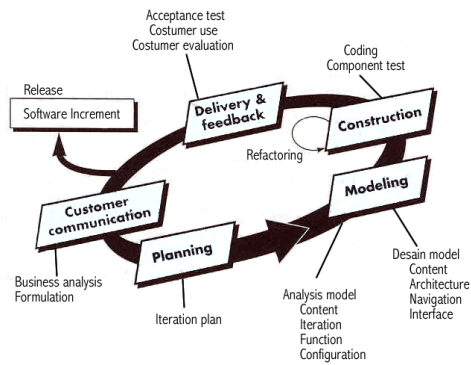 Acceptance test
Costumer use
Costumer evaluation
Coding
Component test
Release
Software Increment
Delivery &
feedback
Construction
Refactoring
Modeling
Customer
communication
Planning
Business analysis
Formulation
Iteration plan
Analysis model
Content
Iteration
Function
Configuration
Desain model
Content
Architecture
Navigation
Interface